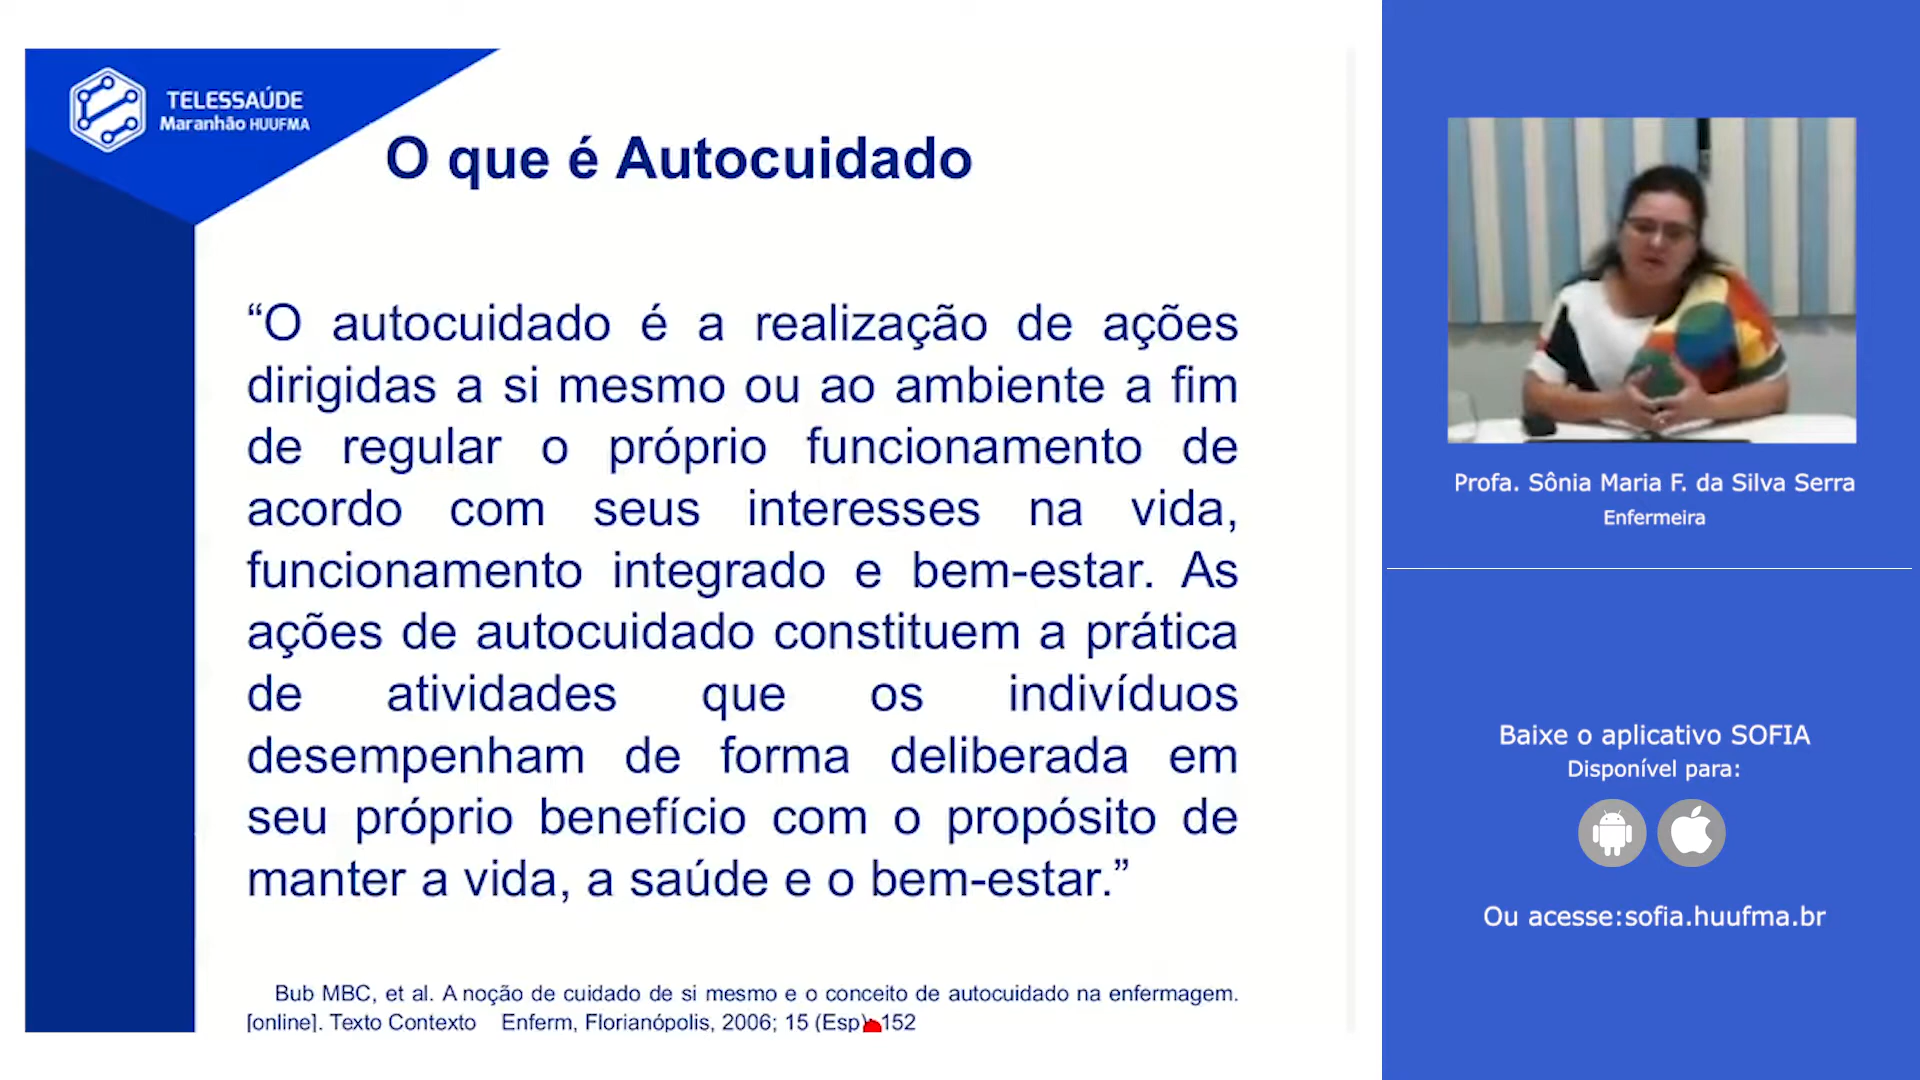 TELESSAÚDE
Maranhão HUUFMA
O que é Autocuidado
“O autocuidado é a realização de ações
dirigidas a si mesmo ou ao ambiente a fim
de regular o próprio funcionamento de
acordo com seus interesses na vida,
funcionamento integrado e bem-estar. As
ações de autocuidado constituem a prática
de atividades que os indivíduos
desempenham de forma deliberada em
seu próprio benefício com o propósito de
manter a vida, a saúde e o bem-estar.”
Bub MBC, et al. A noção de cuidado de si mesmo e o conceito de autocuidado na enfermagem.
[online]. Texto Contexto Enferm, Florianópolis, 2006; 15 (Esp): 152
Profa. Sônia Maria F. da Silva Serra
Enfermeira
Baixe o aplicativo SOFIA
Disponível para:
Ou acesse:sofia.huufma.br